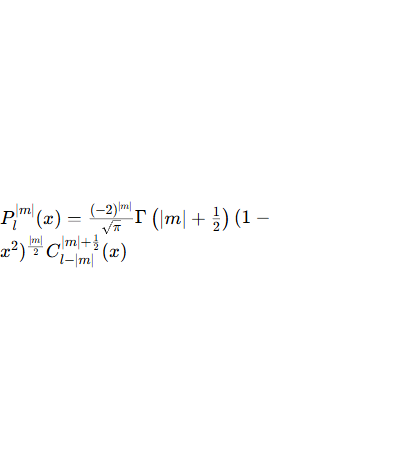 $P_l^{|m|}(x) = \frac{(-2)^{|m|}}{\sqrt{\pi}} \Gamma\left(|m| + \frac{1}{2}\right)(1 -$
$x^2)^{\frac{|m|}{2}} C_{l-|m|}^{|m|+\frac{1}{2}}(x)$